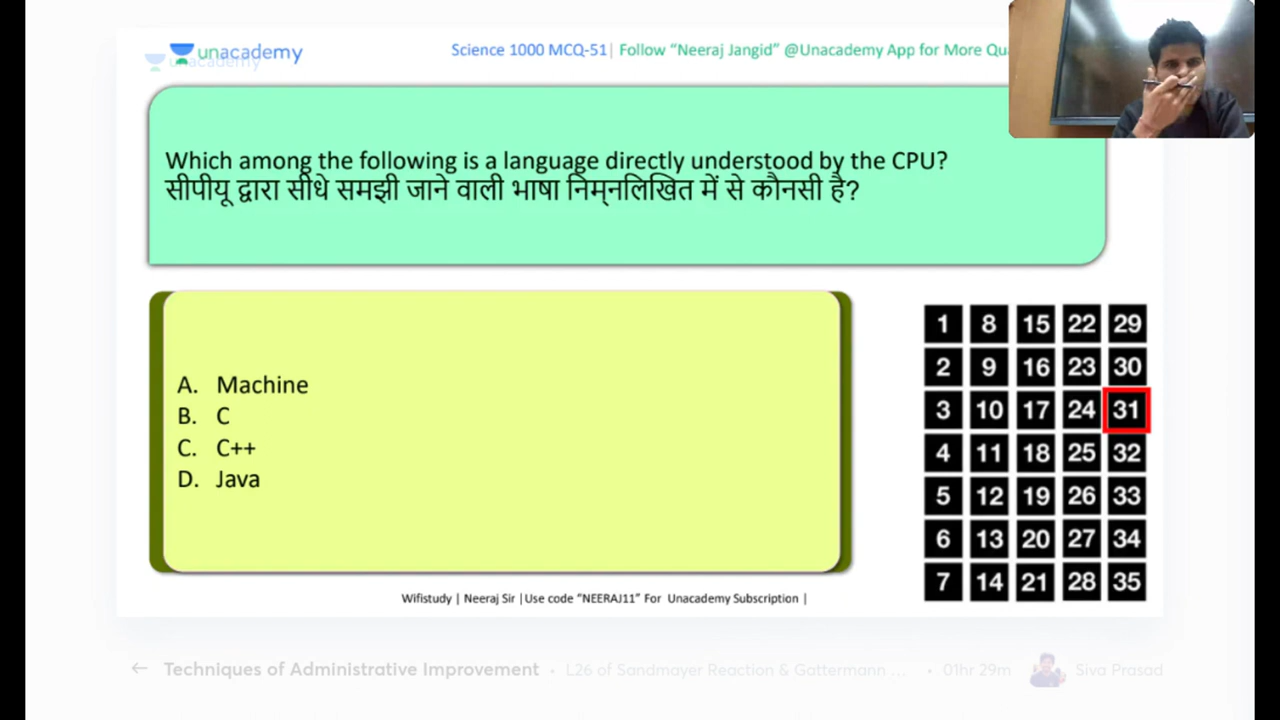 unacademy
Science 1000 MCQ-51| Follow “Neeraj Jangid” @Unacademy App for More
Which among the following is a language directly understood by the CPU?
सीपीयू द्वारा सीधे समझी जाने वाली भाषा निम्नलिखित में से कौनसी है?
A. Machine
B. C
C. C++
D. Java
1 8 15 22 29
2 9 16 23 30
3 10 17 24 31
4 11 18 25 32
5 12 19 26 33
6 13 20 27 34
7 14 21 28 35
Wifistudy | Neeraj Sir |Use code “NEERAJ11” For Unacademy Subscription |
← Techniques of Administrative Improvement • L26 of Sandmayer Reaction & Gattermann ... • 01hr 29m Siva Prasad